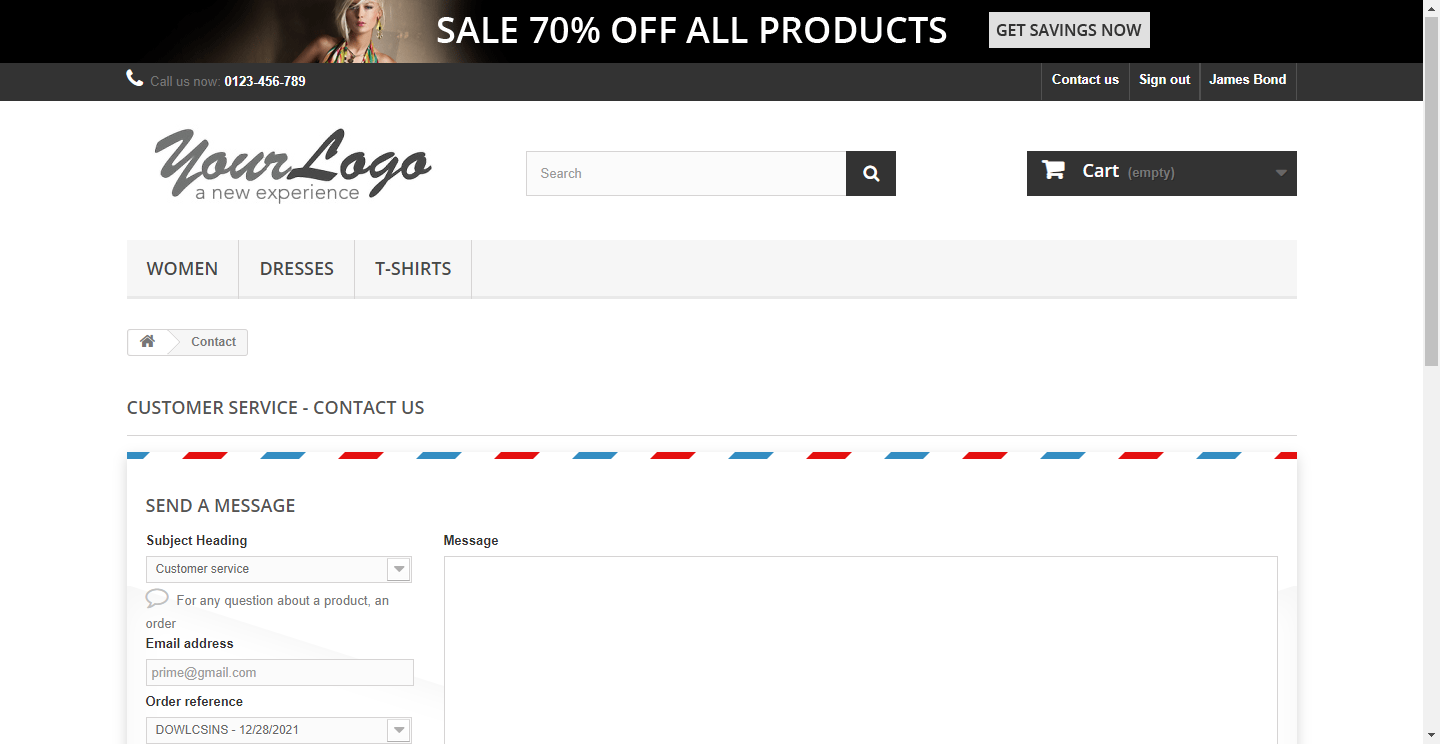 SALE 70% OFF ALL PRODUCTS
GET SAVINGS NOW
Call us now: 0123-456-789
Contact us
Sign out
James Bond
YourLogo
a new experience
Search
Cart (empty)
WOMEN
DRESSES
T-SHIRTS
Contact
CUSTOMER SERVICE - CONTACT US
SEND A MESSAGE
Subject Heading
Customer service
For any question about a product, an
order
Email address
prime@gmail.com
Order reference
DOWLCSINS - 12/28/2021
Message